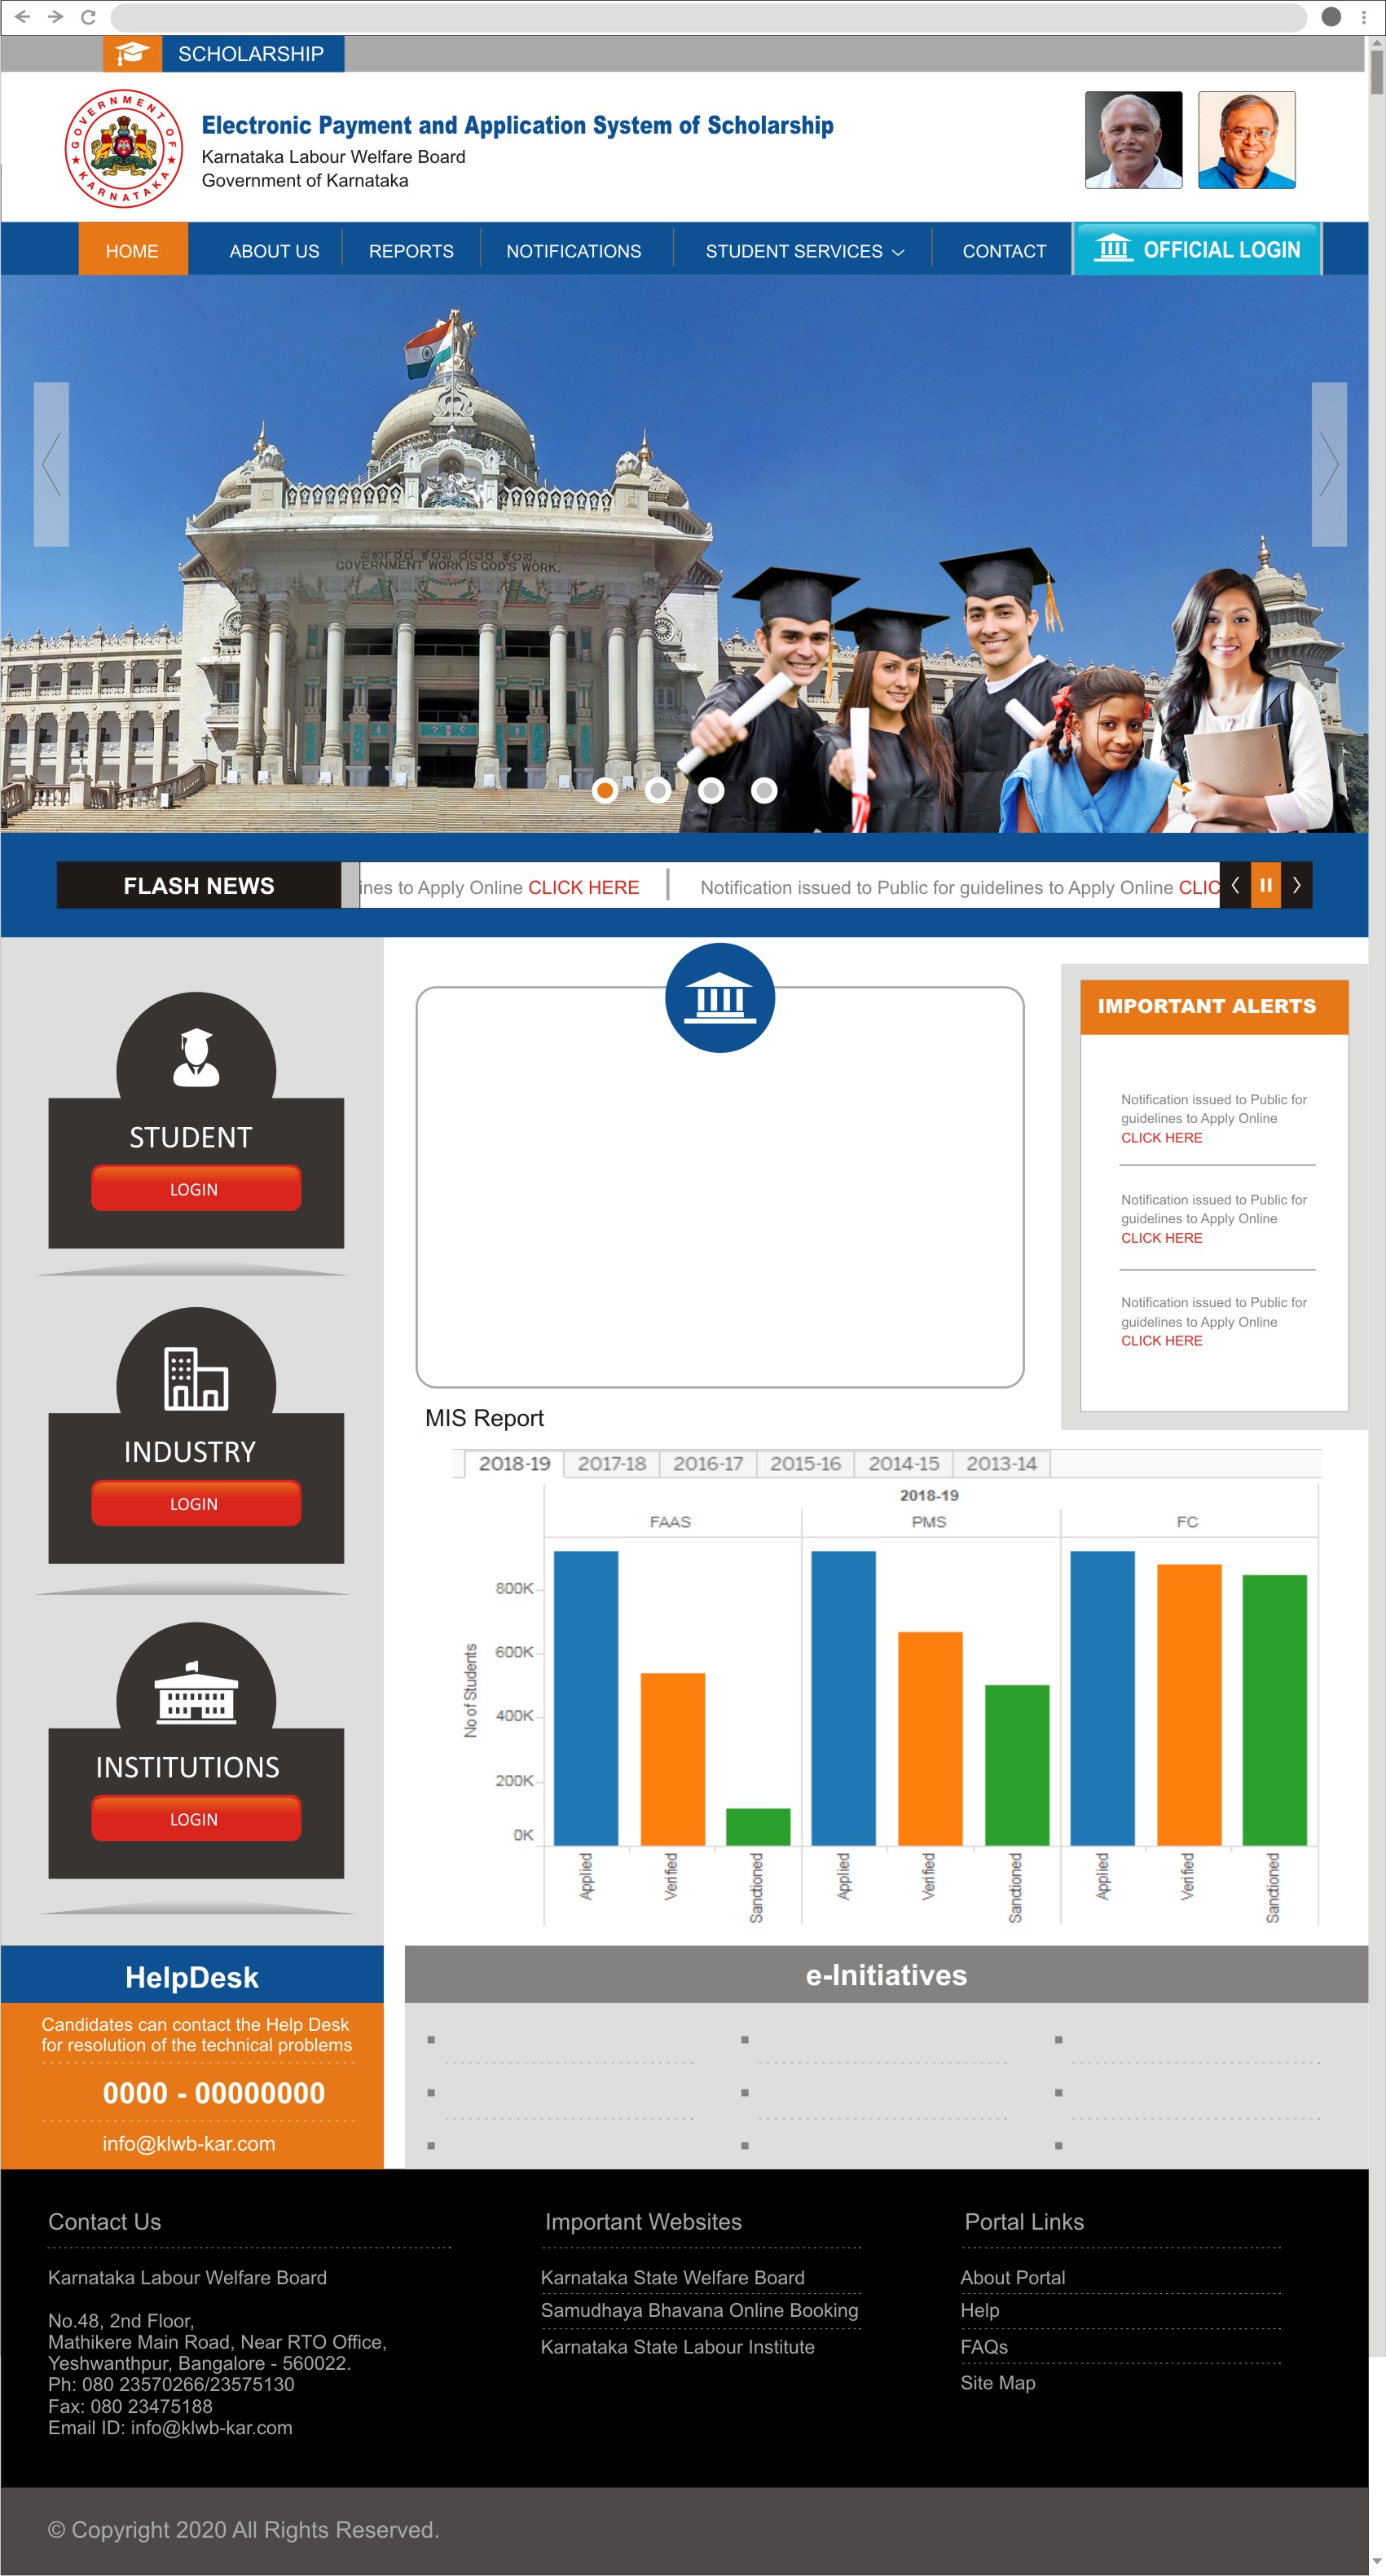 SCHOLARSHIP
GOVERNMENT OF
KARNATAKA
Electronic Payment and Application System of Scholarship
Karnataka Labour Welfare Board
Government of Karnataka
HOME
ABOUT US
REPORTS
NOTIFICATIONS
STUDENT SERVICES
CONTACT
OFFICIAL LOGIN
ಸರ್ಕಾರದ ಕೆಲಸ ದೇವರ ಕೆಲಸ
GOVERNMENT WORK IS GOD'S WORK.
FLASH NEWS
ines to Apply Online CLICK HERE
Notification issued to Public for guidelines to Apply Online CLIC
STUDENT
LOGIN
INDUSTRY
LOGIN
INSTITUTIONS
LOGIN
IMPORTANT ALERTS
Notification issued to Public for
guidelines to Apply Online
CLICK HERE
Notification issued to Public for
guidelines to Apply Online
CLICK HERE
Notification issued to Public for
guidelines to Apply Online
CLICK HERE
MIS Report
2018-19
2017-18
2016-17
2015-16
2014-15
2013-14
2018-19
FAAS
PMS
FC
No of Students
800K
600K
400K
200K
0K
Applied
Verified
Sanctioned
Applied
Verified
Sanctioned
Applied
Verified
Sanctioned
HelpDesk
Candidates can contact the Help Desk
for resolution of the technical problems
0000 - 00000000
info@klwb-kar.com
e-Initiatives
Contact Us
Karnataka Labour Welfare Board
No.48, 2nd Floor,
Mathikere Main Road, Near RTO Office,
Yeshwanthpur, Bangalore - 560022.
Ph: 080 23570266/23575130
Fax: 080 23475188
Email ID: info@klwb-kar.com
Important Websites
Karnataka State Welfare Board
Samudhaya Bhavana Online Booking
Karnataka State Labour Institute
Portal Links
About Portal
Help
FAQs
Site Map
© Copyright 2020 All Rights Reserved.